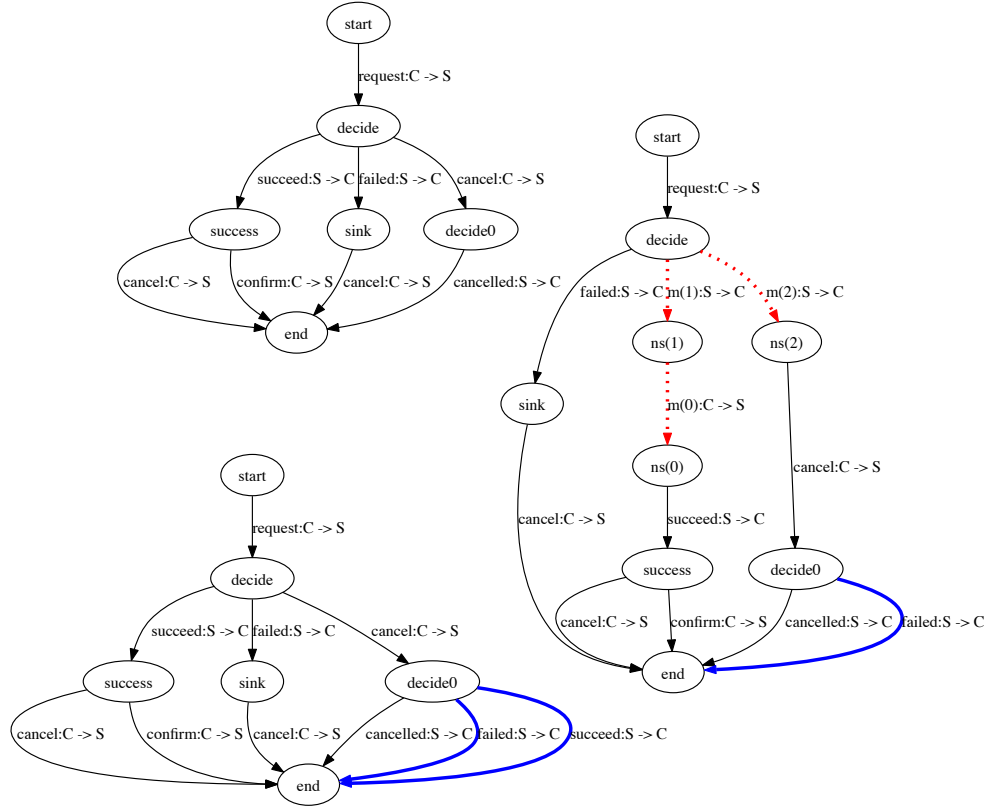 start
request:C -> S
decide
succeed:S -> C
failed:S -> C
cancel:C -> S
success
sink
decide0
cancel:C -> S
confirm:C -> S
cancel:C -> S
cancelled:S -> C
end
start
request:C -> S
decide
failed:S -> C
m(1):S -> C
m(2):S -> C
ns(1)
ns(2)
sink
m(0):C -> S
ns(0)
cancel:C -> S
cancel:C -> S
succeed:S -> C
success
decide0
cancel:C -> S
confirm:C -> S
cancelled:S -> C
failed:S -> C
end
start
request:C -> S
decide
succeed:S -> C
failed:S -> C
cancel:C -> S
success
sink
decide0
cancel:C -> S
confirm:C -> S
cancel:C -> S
cancelled:S -> C
failed:S -> C
succeed:S -> C
end